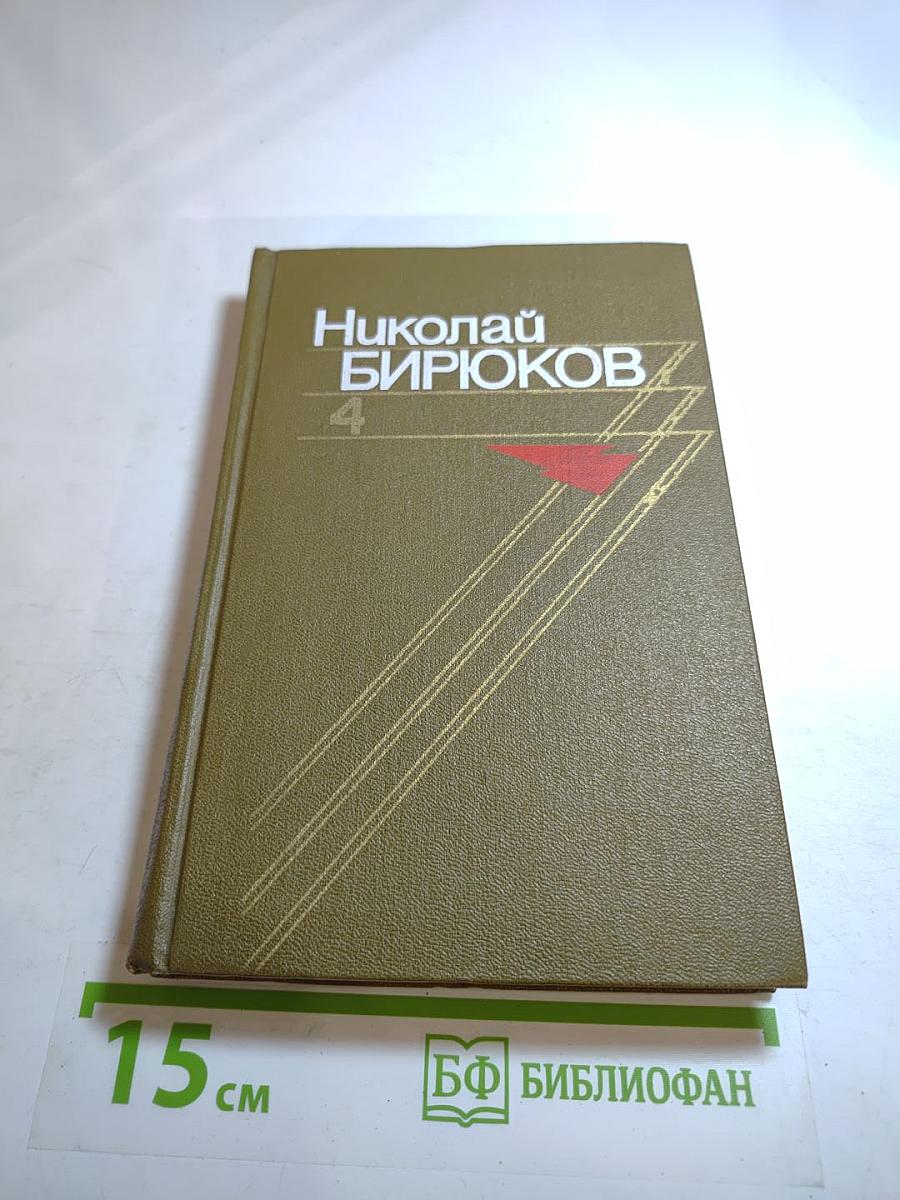 Николай
БИРЮКОВ
4
15 см
БФ БИБЛИОФАН